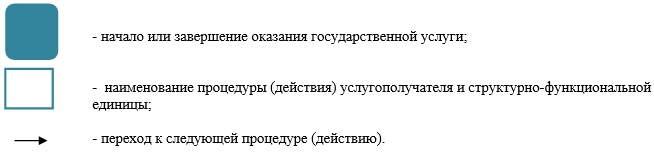 - начало или завершение оказания государственной услуги;
- наименование процедуры (действия) услугополучателя и структурно-функциональной
единицы;
- переход к следующей процедуре (действию).